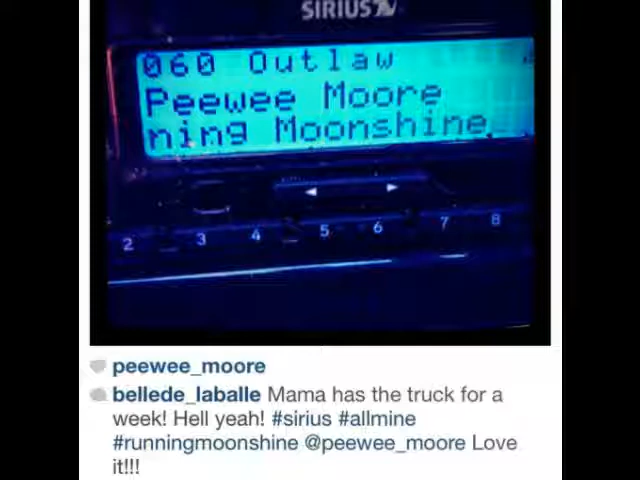 SIRIUS
060 Outlaw
Peewee Moore
ning Moonshine
2 3 4 5 6 7 8
peewee_moore
bellede_laballe Mama has the truck for a
week! Hell yeah! #sirius #allmine
#runningmoonshine @peewee_moore Love
it!!!